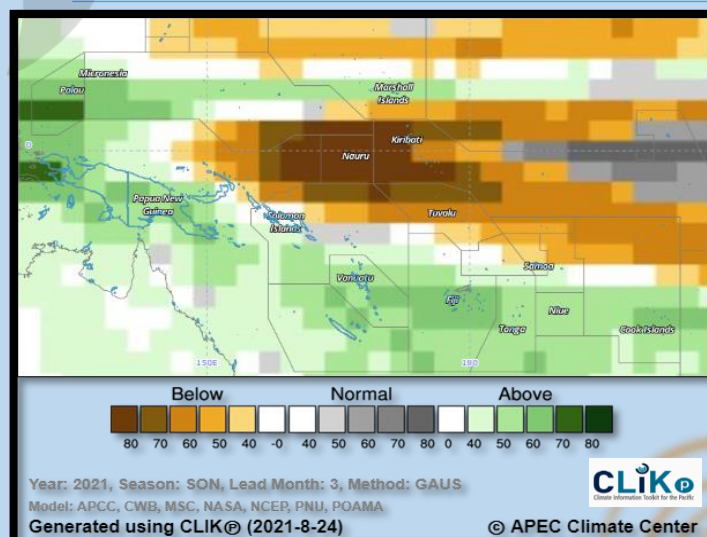 Micronesia
Palau
Marshall
Islands
0
Kiribati
Nauru
Papua New
Guinea
Solomon
Islands
Tuvalu
Samoa
Vanuatu
Fiji
Niue
Tonga
Cook Islands
150E
180
Below Normal Above
80 70 60 50 40 -0 40 50 60 70 80 0 40 50 60 70 80
Year: 2021, Season: SON, Lead Month: 3, Method: GAUS
Model: APCC, CWB, MSC, NASA, NCEP, PNU, POAMA
Generated using CLIKⓅ (2021-8-24)
CLiKⓅ
Climate Information Toolkit for the Pacific
© APEC Climate Center